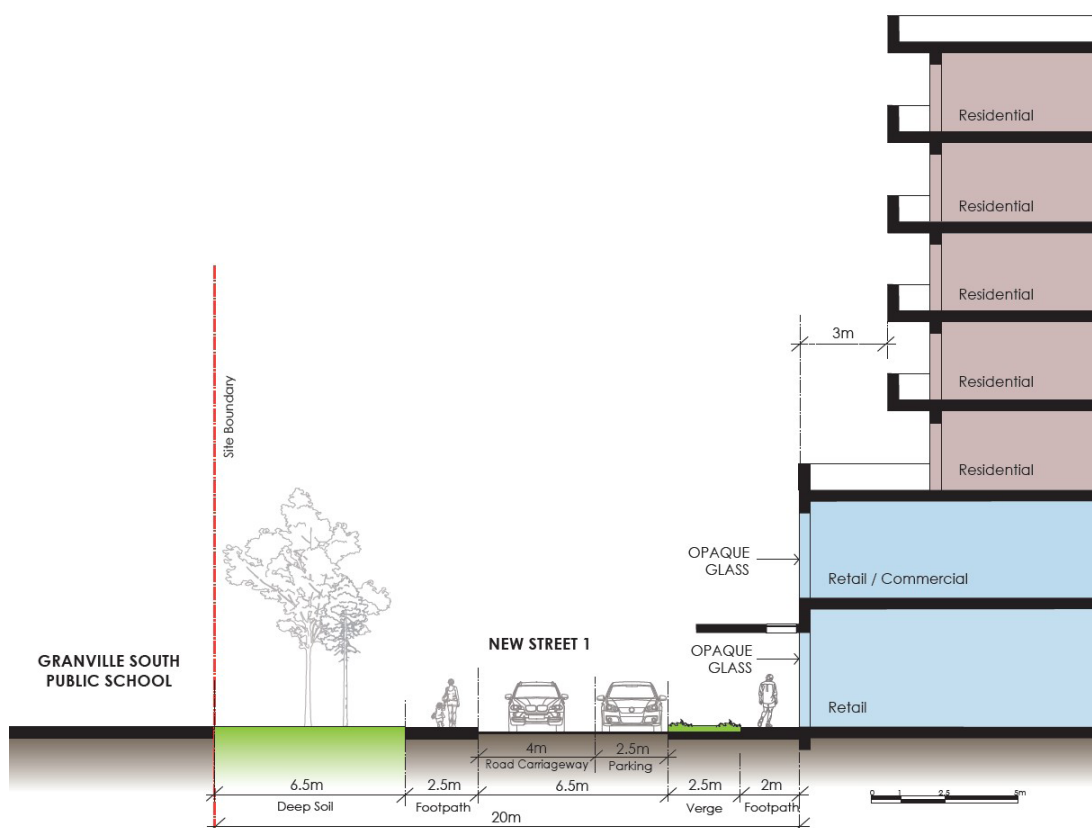 Residential
Residential
Residential
3m
Residential
Site Boundary
Residential
OPAQUE
GLASS
Retail / Commercial
NEW STREET 1
GRANVILLE SOUTH
PUBLIC SCHOOL
OPAQUE
GLASS
Retail
4m
Road Carriageway
2.5m
Parking
6.5m
Deep Soil
2.5m
Footpath
6.5m
2.5m
Verge
2m
Footpath
20m
0 1 2.5 5m